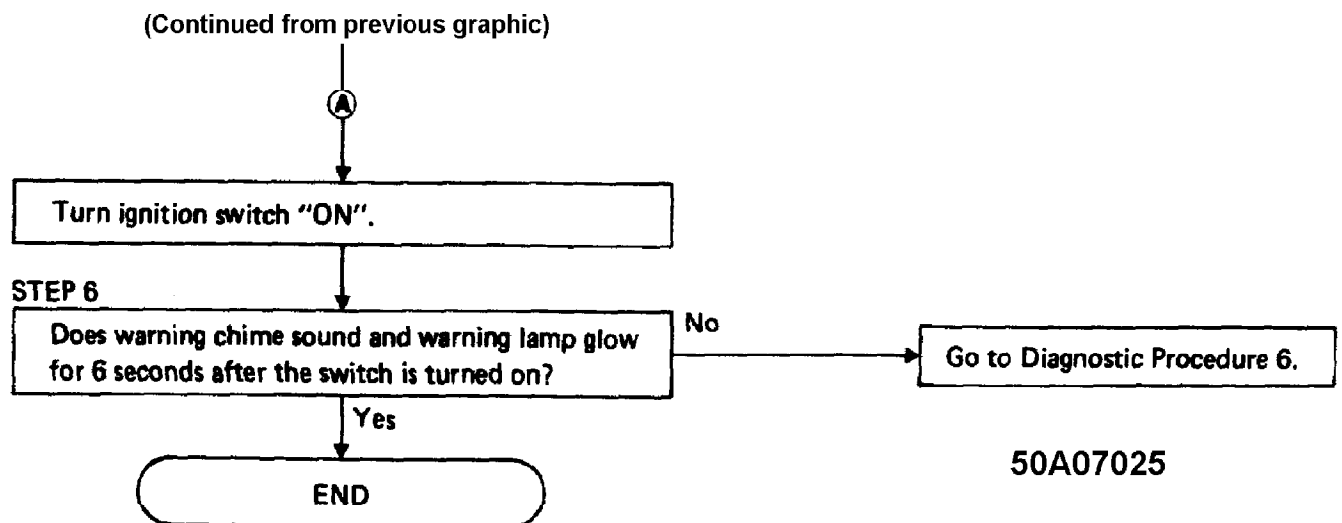 (Continued from previous graphic)
A
Turn ignition switch "ON".
STEP 6
Does warning chime sound and warning lamp glow
for 6 seconds after the switch is turned on?
No
Go to Diagnostic Procedure 6.
Yes
50A07025
END